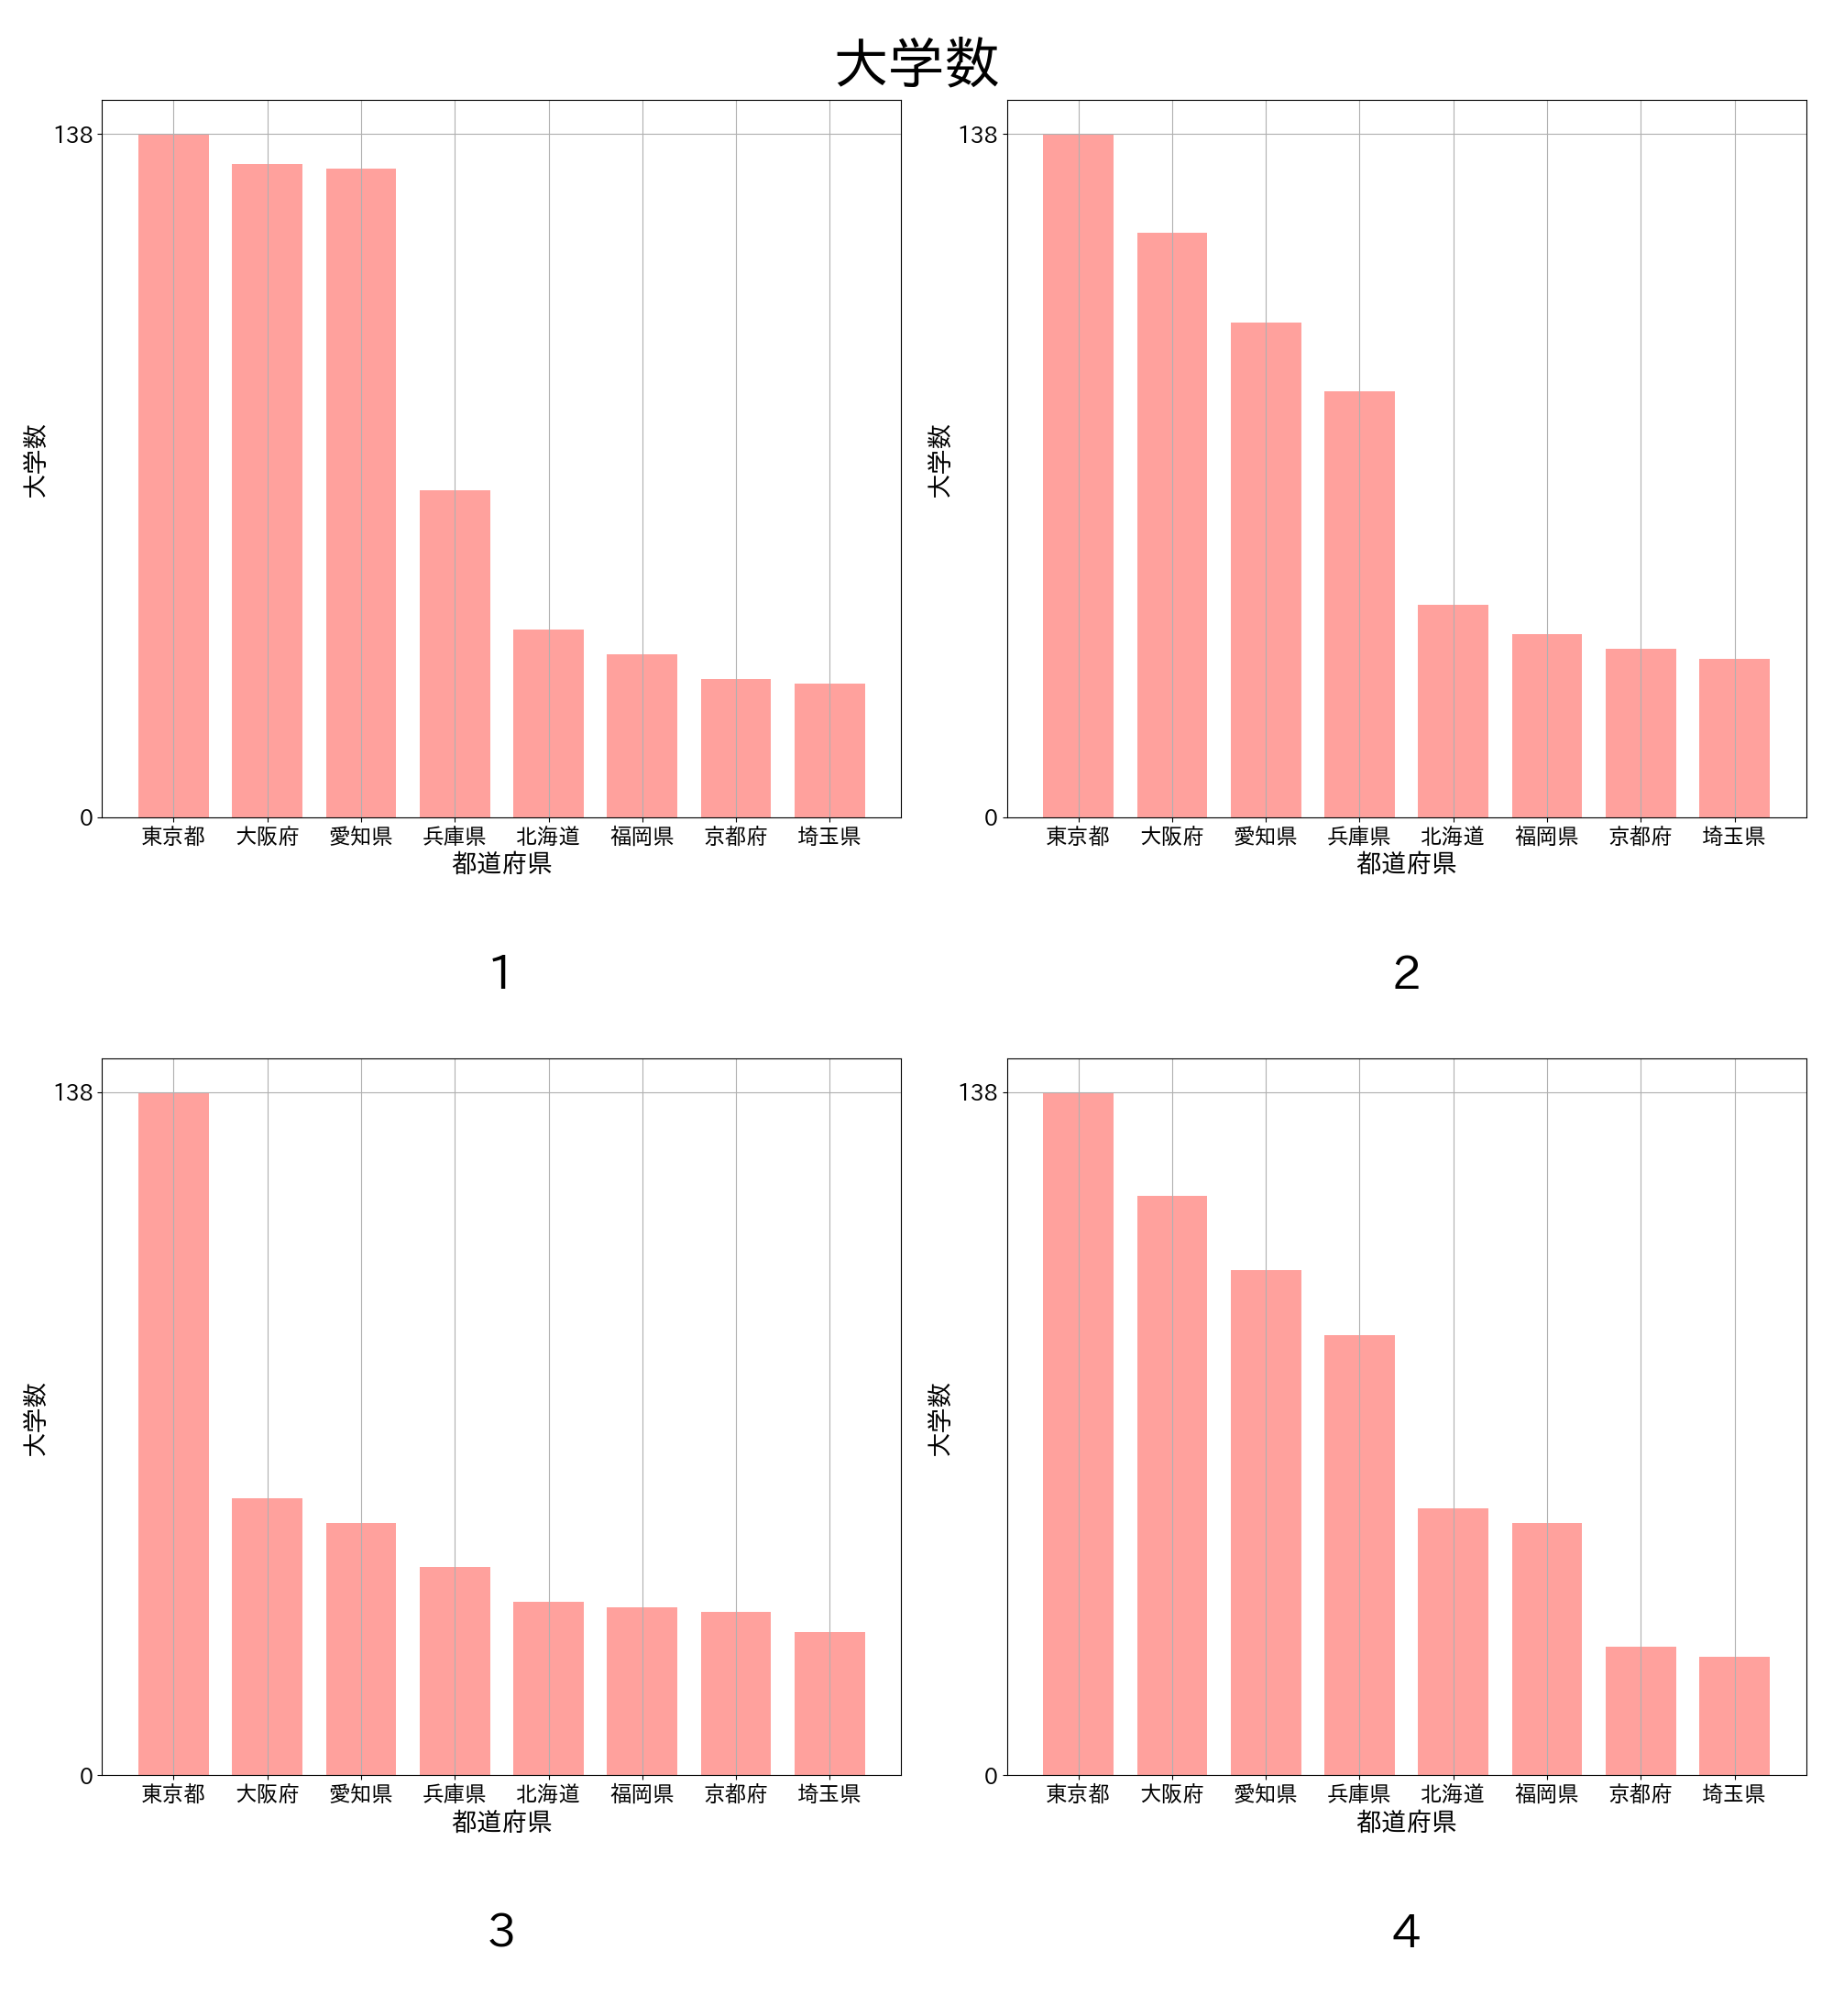 大学数
138
大学数
0
東京都 大阪府 愛知県 兵庫県 北海道 福岡県 京都府 埼玉県
都道府県
1
138
大学数
0
東京都 大阪府 愛知県 兵庫県 北海道 福岡県 京都府 埼玉県
都道府県
2
138
大学数
0
東京都 大阪府 愛知県 兵庫県 北海道 福岡県 京都府 埼玉県
都道府県
3
138
大学数
0
東京都 大阪府 愛知県 兵庫県 北海道 福岡県 京都府 埼玉県
都道府県
4